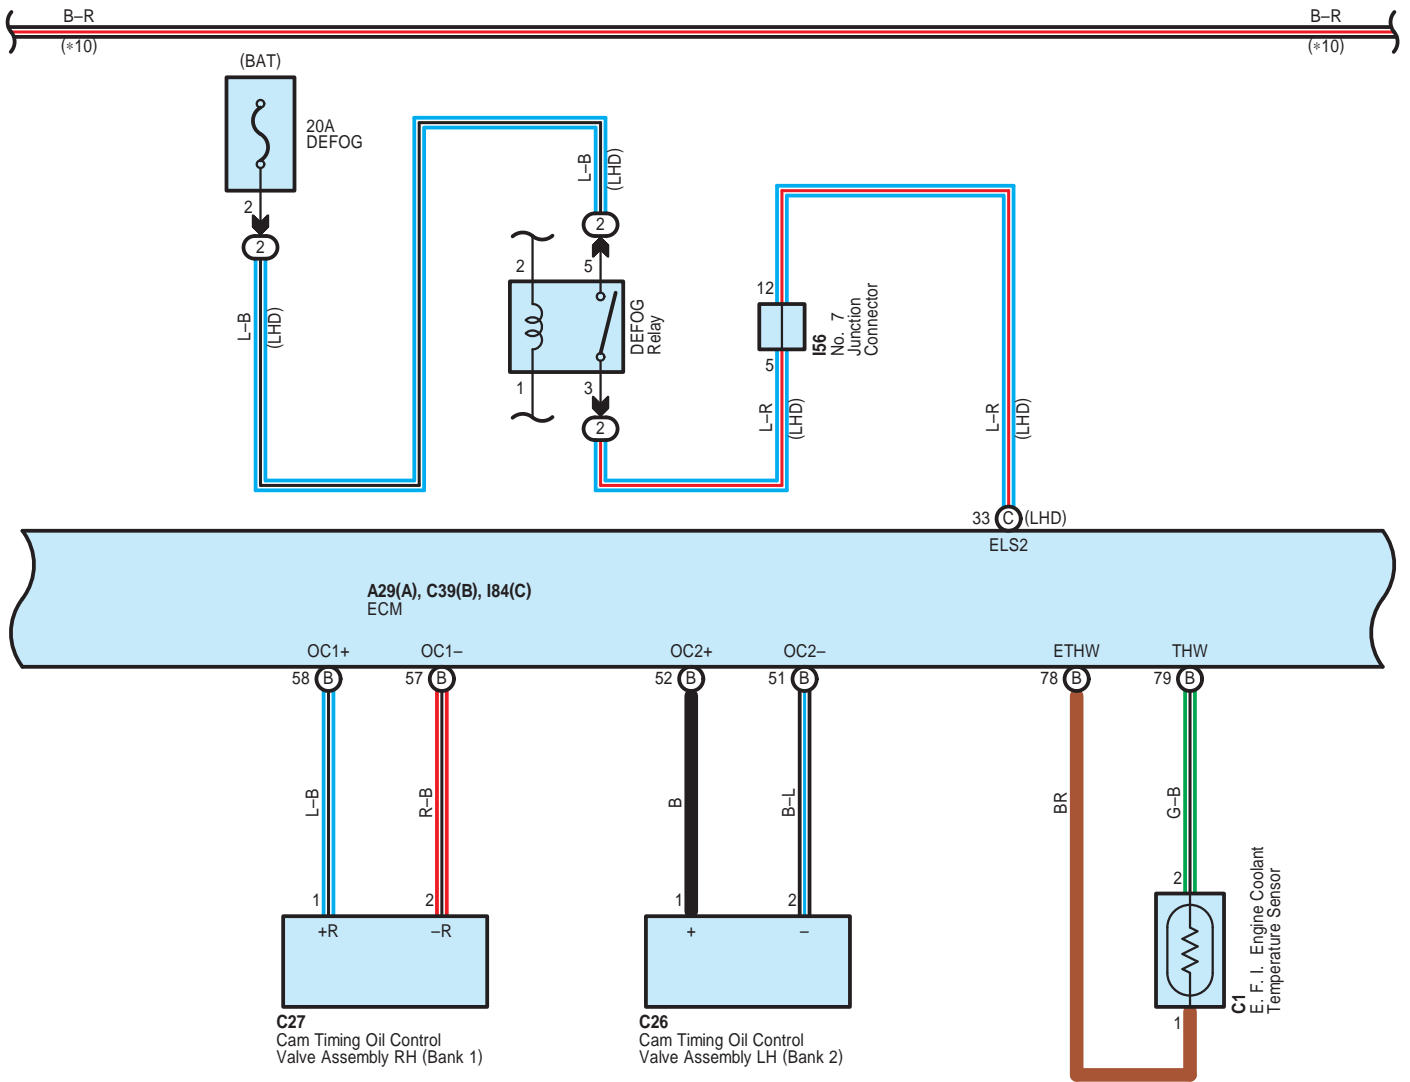 B–R
B–R
(*10)
(*10)
(BAT)
20A
DEFOG
2
2
L–B
(LHD)
L–B
(LHD)
2
2
5
DEFOG
Relay
1
3
2
12
I56
No. 7
Junction
Connector
5
L–R
(LHD)
L–R
(LHD)
33
C
(LHD)
ELS2
A29(A), C39(B), I84(C)
ECM
OC1+
OC1–
OC2+
OC2–
ETHW
THW
58
B
57
B
52
B
51
B
78
B
79
B
L–B
R–B
B
B–L
BR
G–B
1
2
1
2
2
+R
–R
+
–
C1
E. F. I. Engine Coolant
Temperature Sensor
1
C27
Cam Timing Oil Control
Valve Assembly RH (Bank 1)
C26
Cam Timing Oil Control
Valve Assembly LH (Bank 2)